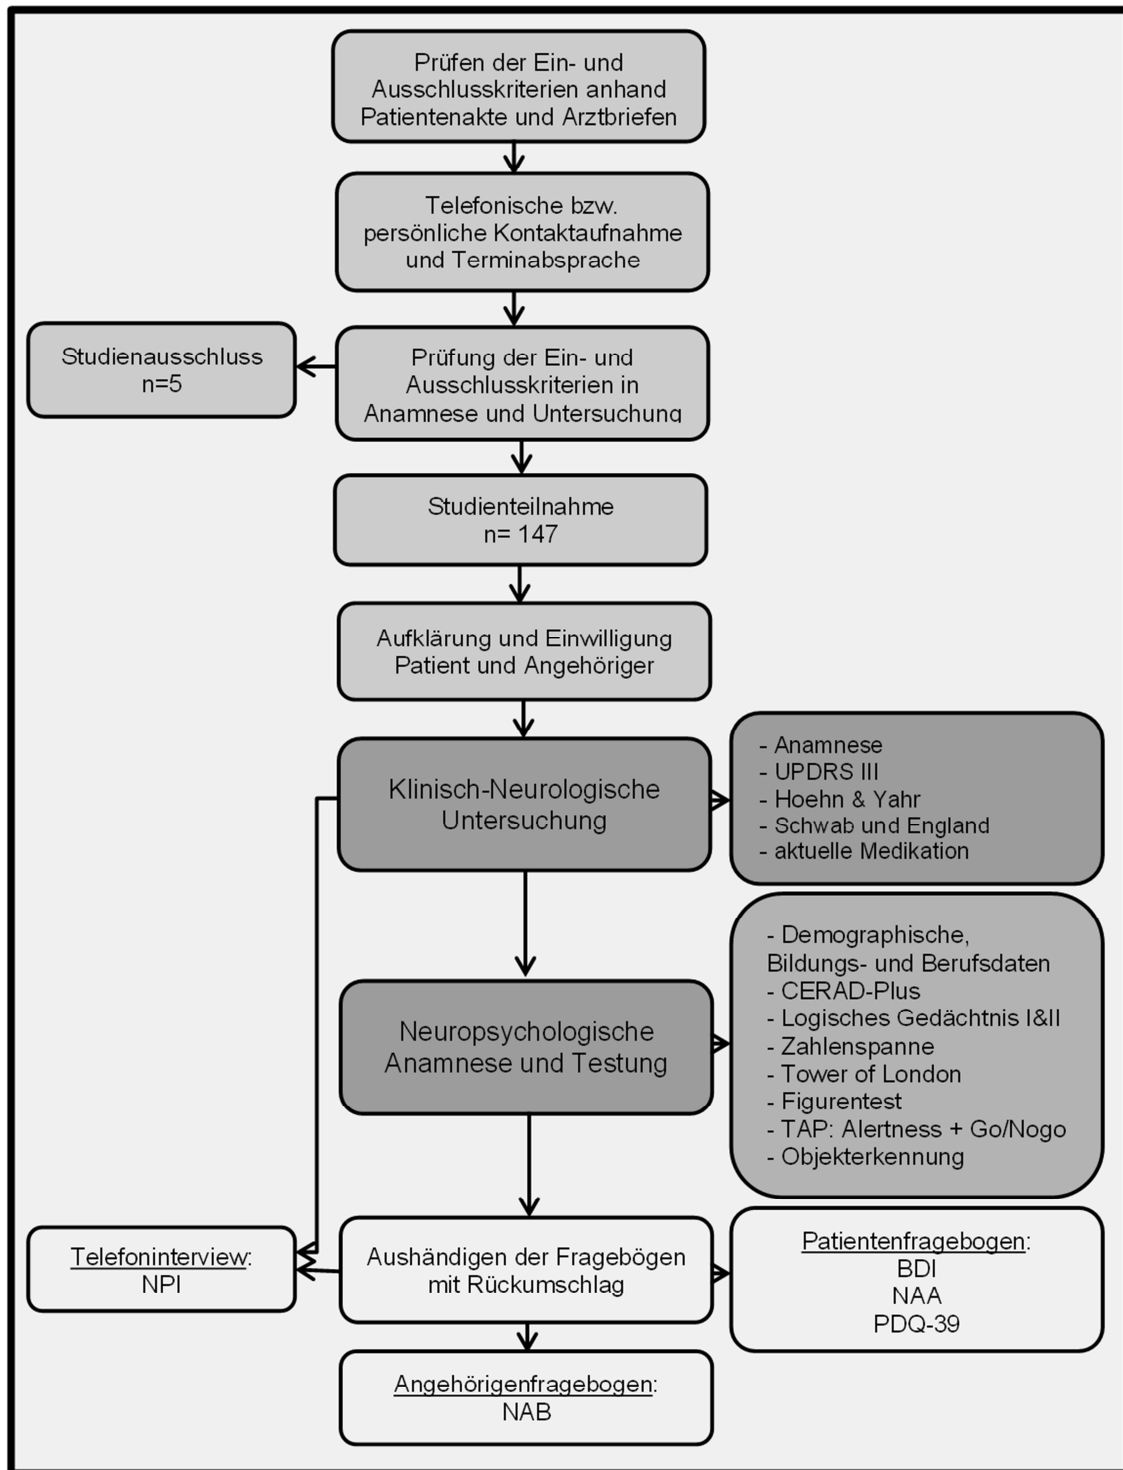 Prüfen der Ein- und
Ausschlusskriterien anhand
Patientenakte und Arztbriefen
Telefonische bzw.
persönliche Kontaktaufnahme
und Terminabsprache
Studienausschluss
n=5
Prüfung der Ein- und
Ausschlusskriterien in
Anamnese und Untersuchung
Studienteilnahme
n= 147
Aufklärung und Einwilligung
Patient und Angehöriger
Klinisch-Neurologische
Untersuchung
- Anamnese
- UPDRS III
- Hoehn & Yahr
- Schwab und England
- aktuelle Medikation
Neuropsychologische
Anamnese und Testung
- Demographische,
Bildungs- und Berufsdaten
- CERAD-Plus
- Logisches Gedächtnis I&II
- Zahlenspanne
- Tower of London
- Figurentest
- TAP: Alertness + Go/Nogo
- Objekterkennung
Telefoninterview:
NPI
Aushändigen der Fragebögen
mit Rückumschlag
Patientenfragebogen:
BDI
NAA
PDQ-39
Angehörigenfragebogen:
NAB